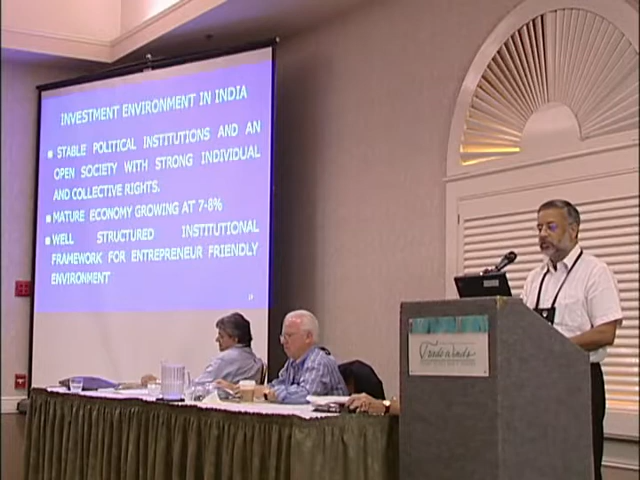 INVESTMENT ENVIRONMENT IN INDIA
STABLE POLITICAL INSTITUTIONS AND AN
OPEN SOCIETY WITH STRONG INDIVIDUAL
AND COLLECTIVE RIGHTS.
MATURE ECONOMY GROWING AT 7-8%
WELL STRUCTURED INSTITUTIONAL
FRAMEWORK FOR ENTREPRENEUR FRIENDLY
ENVIRONMENT
Tradewinds